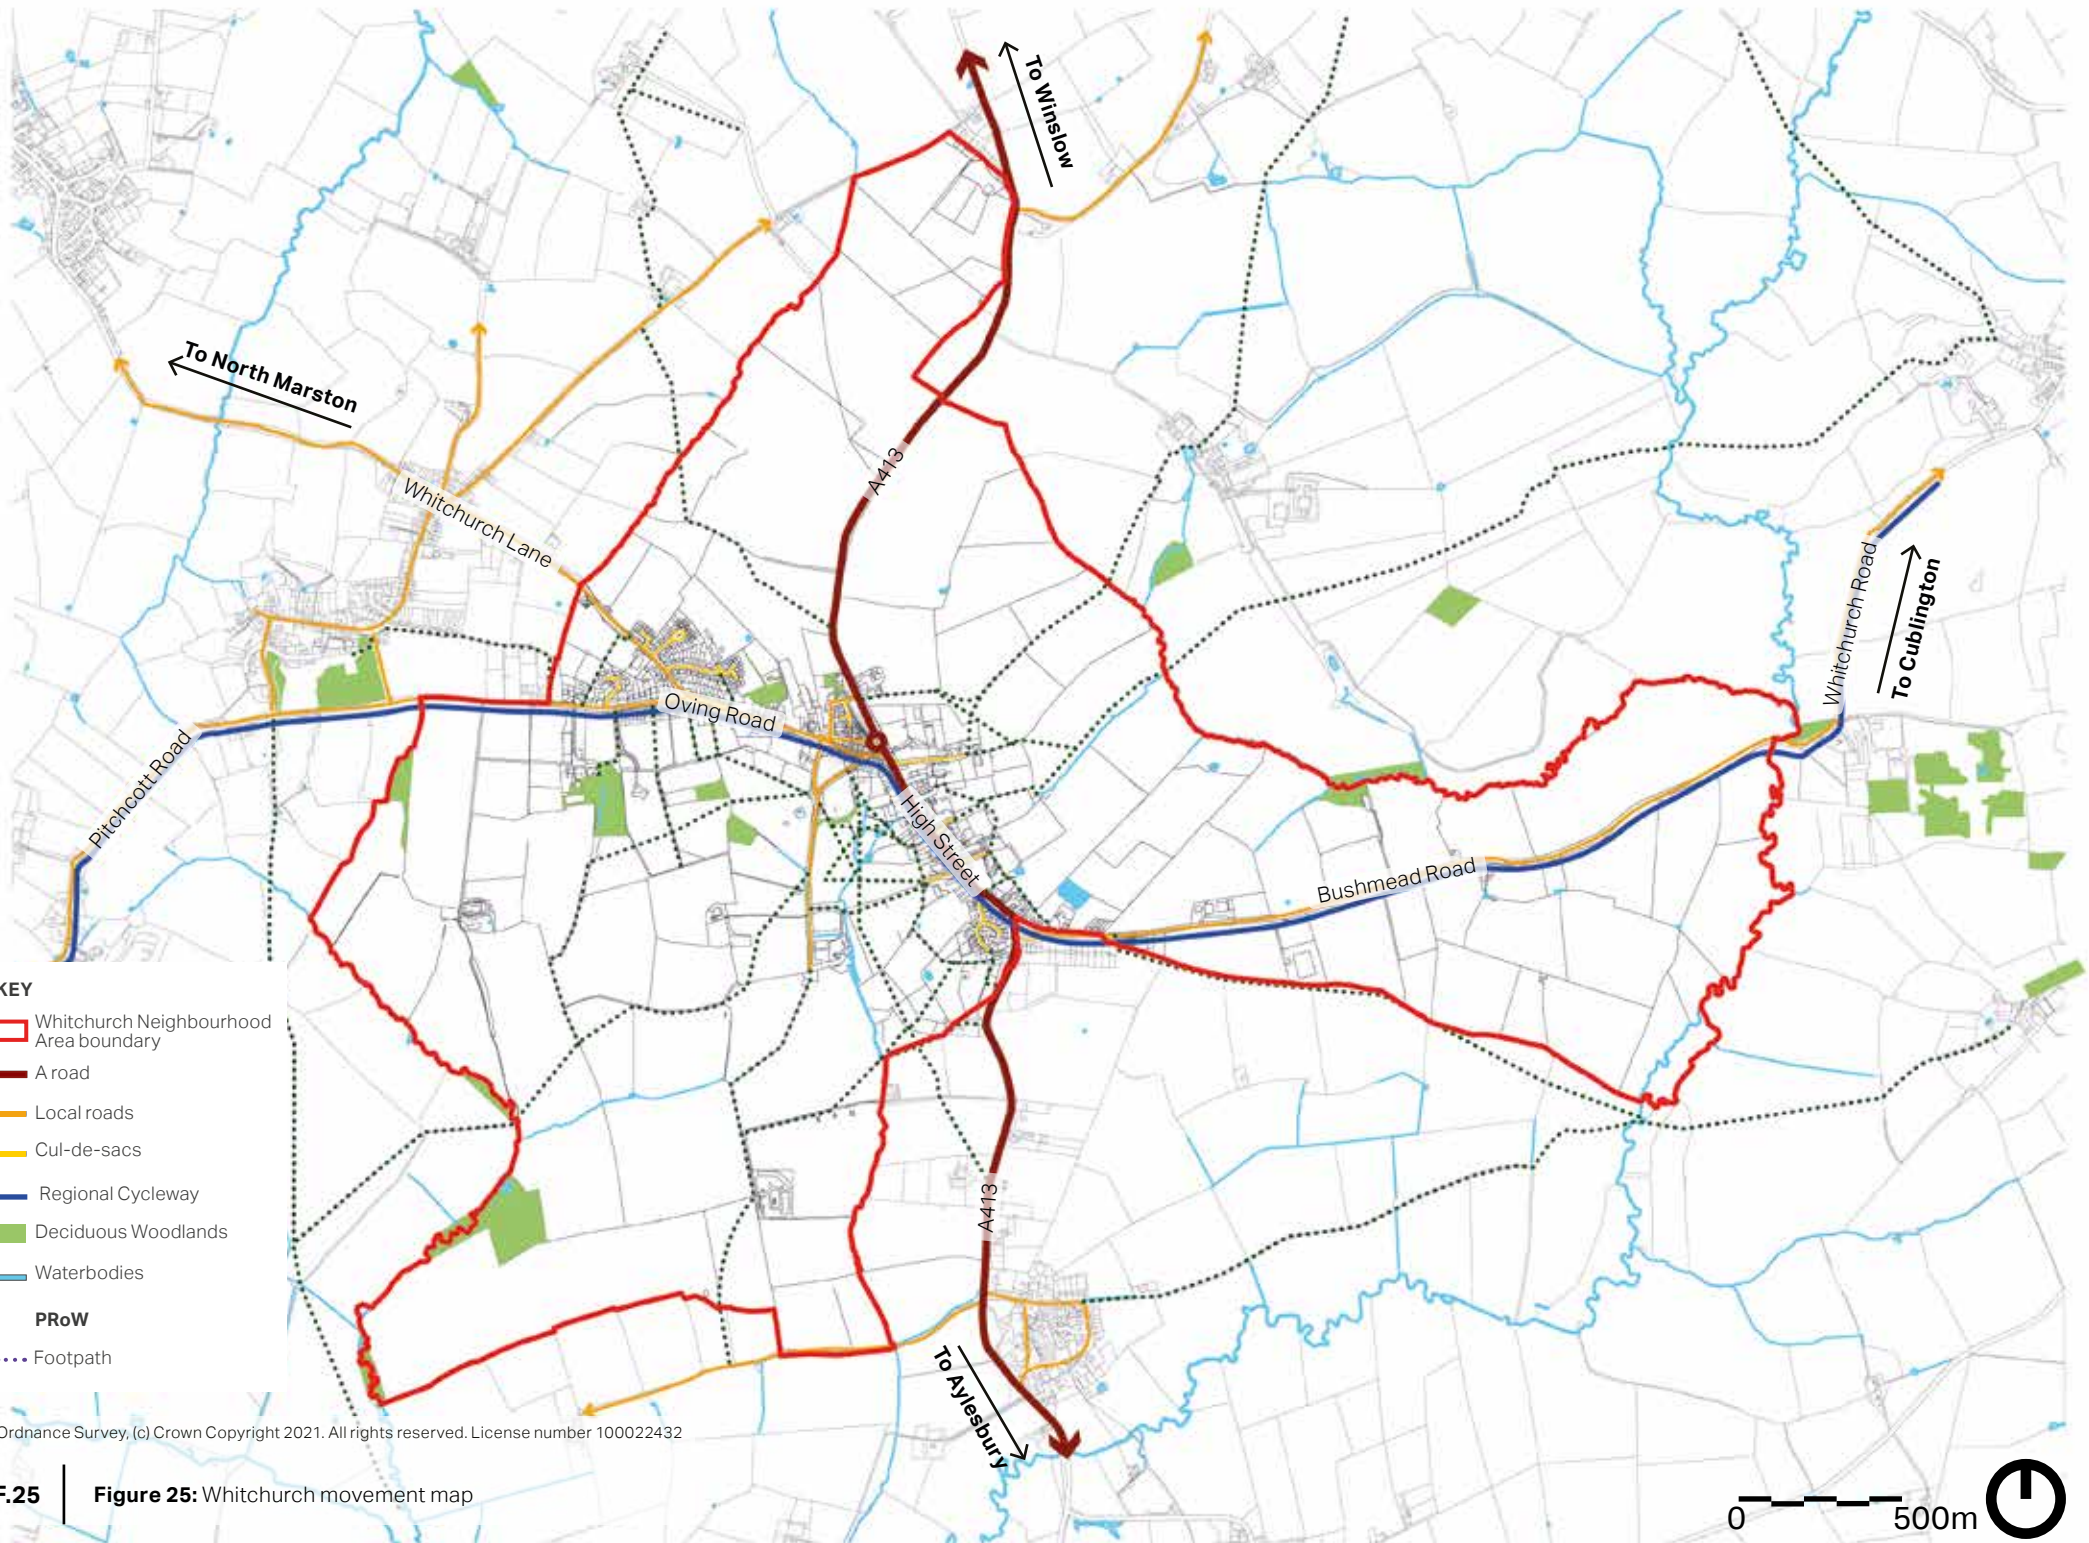 To Winslow
To North Marston
A413
Whitchurch Lane
Whitchurch Road
To Cublington
Oving Road
Pitchcott Road
High Street
Bushmead Road
KEY
Whitchurch Neighbourhood
Area boundary
A road
Local roads
Cul-de-sacs
Regional Cycleway
Deciduous Woodlands
Waterbodies
PRoW
Footpath
A413
To Aylesbury
Ordnance Survey, (c) Crown Copyright 2021. All rights reserved. License number 100022432
F.25
Figure 25: Whitchurch movement map
0 500m